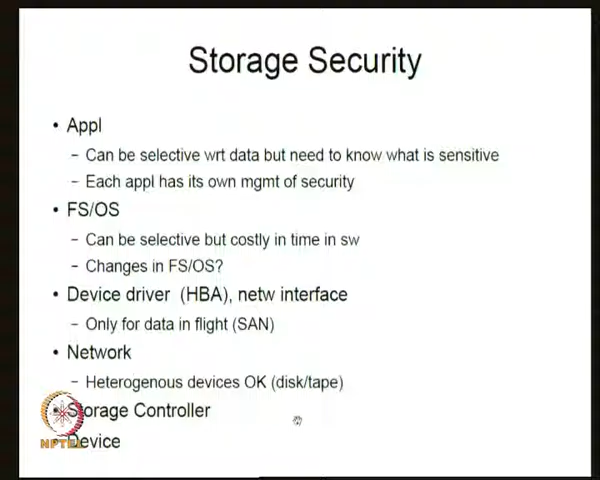 Storage Security
• Appl
– Can be selective wrt data but need to know what is sensitive
– Each appl has its own mgmt of security
• FS/OS
– Can be selective but costly in time in sw
– Changes in FS/OS?
• Device driver (HBA), netw interface
– Only for data in flight (SAN)
• Network
– Heterogenous devices OK (disk/tape)
• Storage Controller
• Device
NPTEL